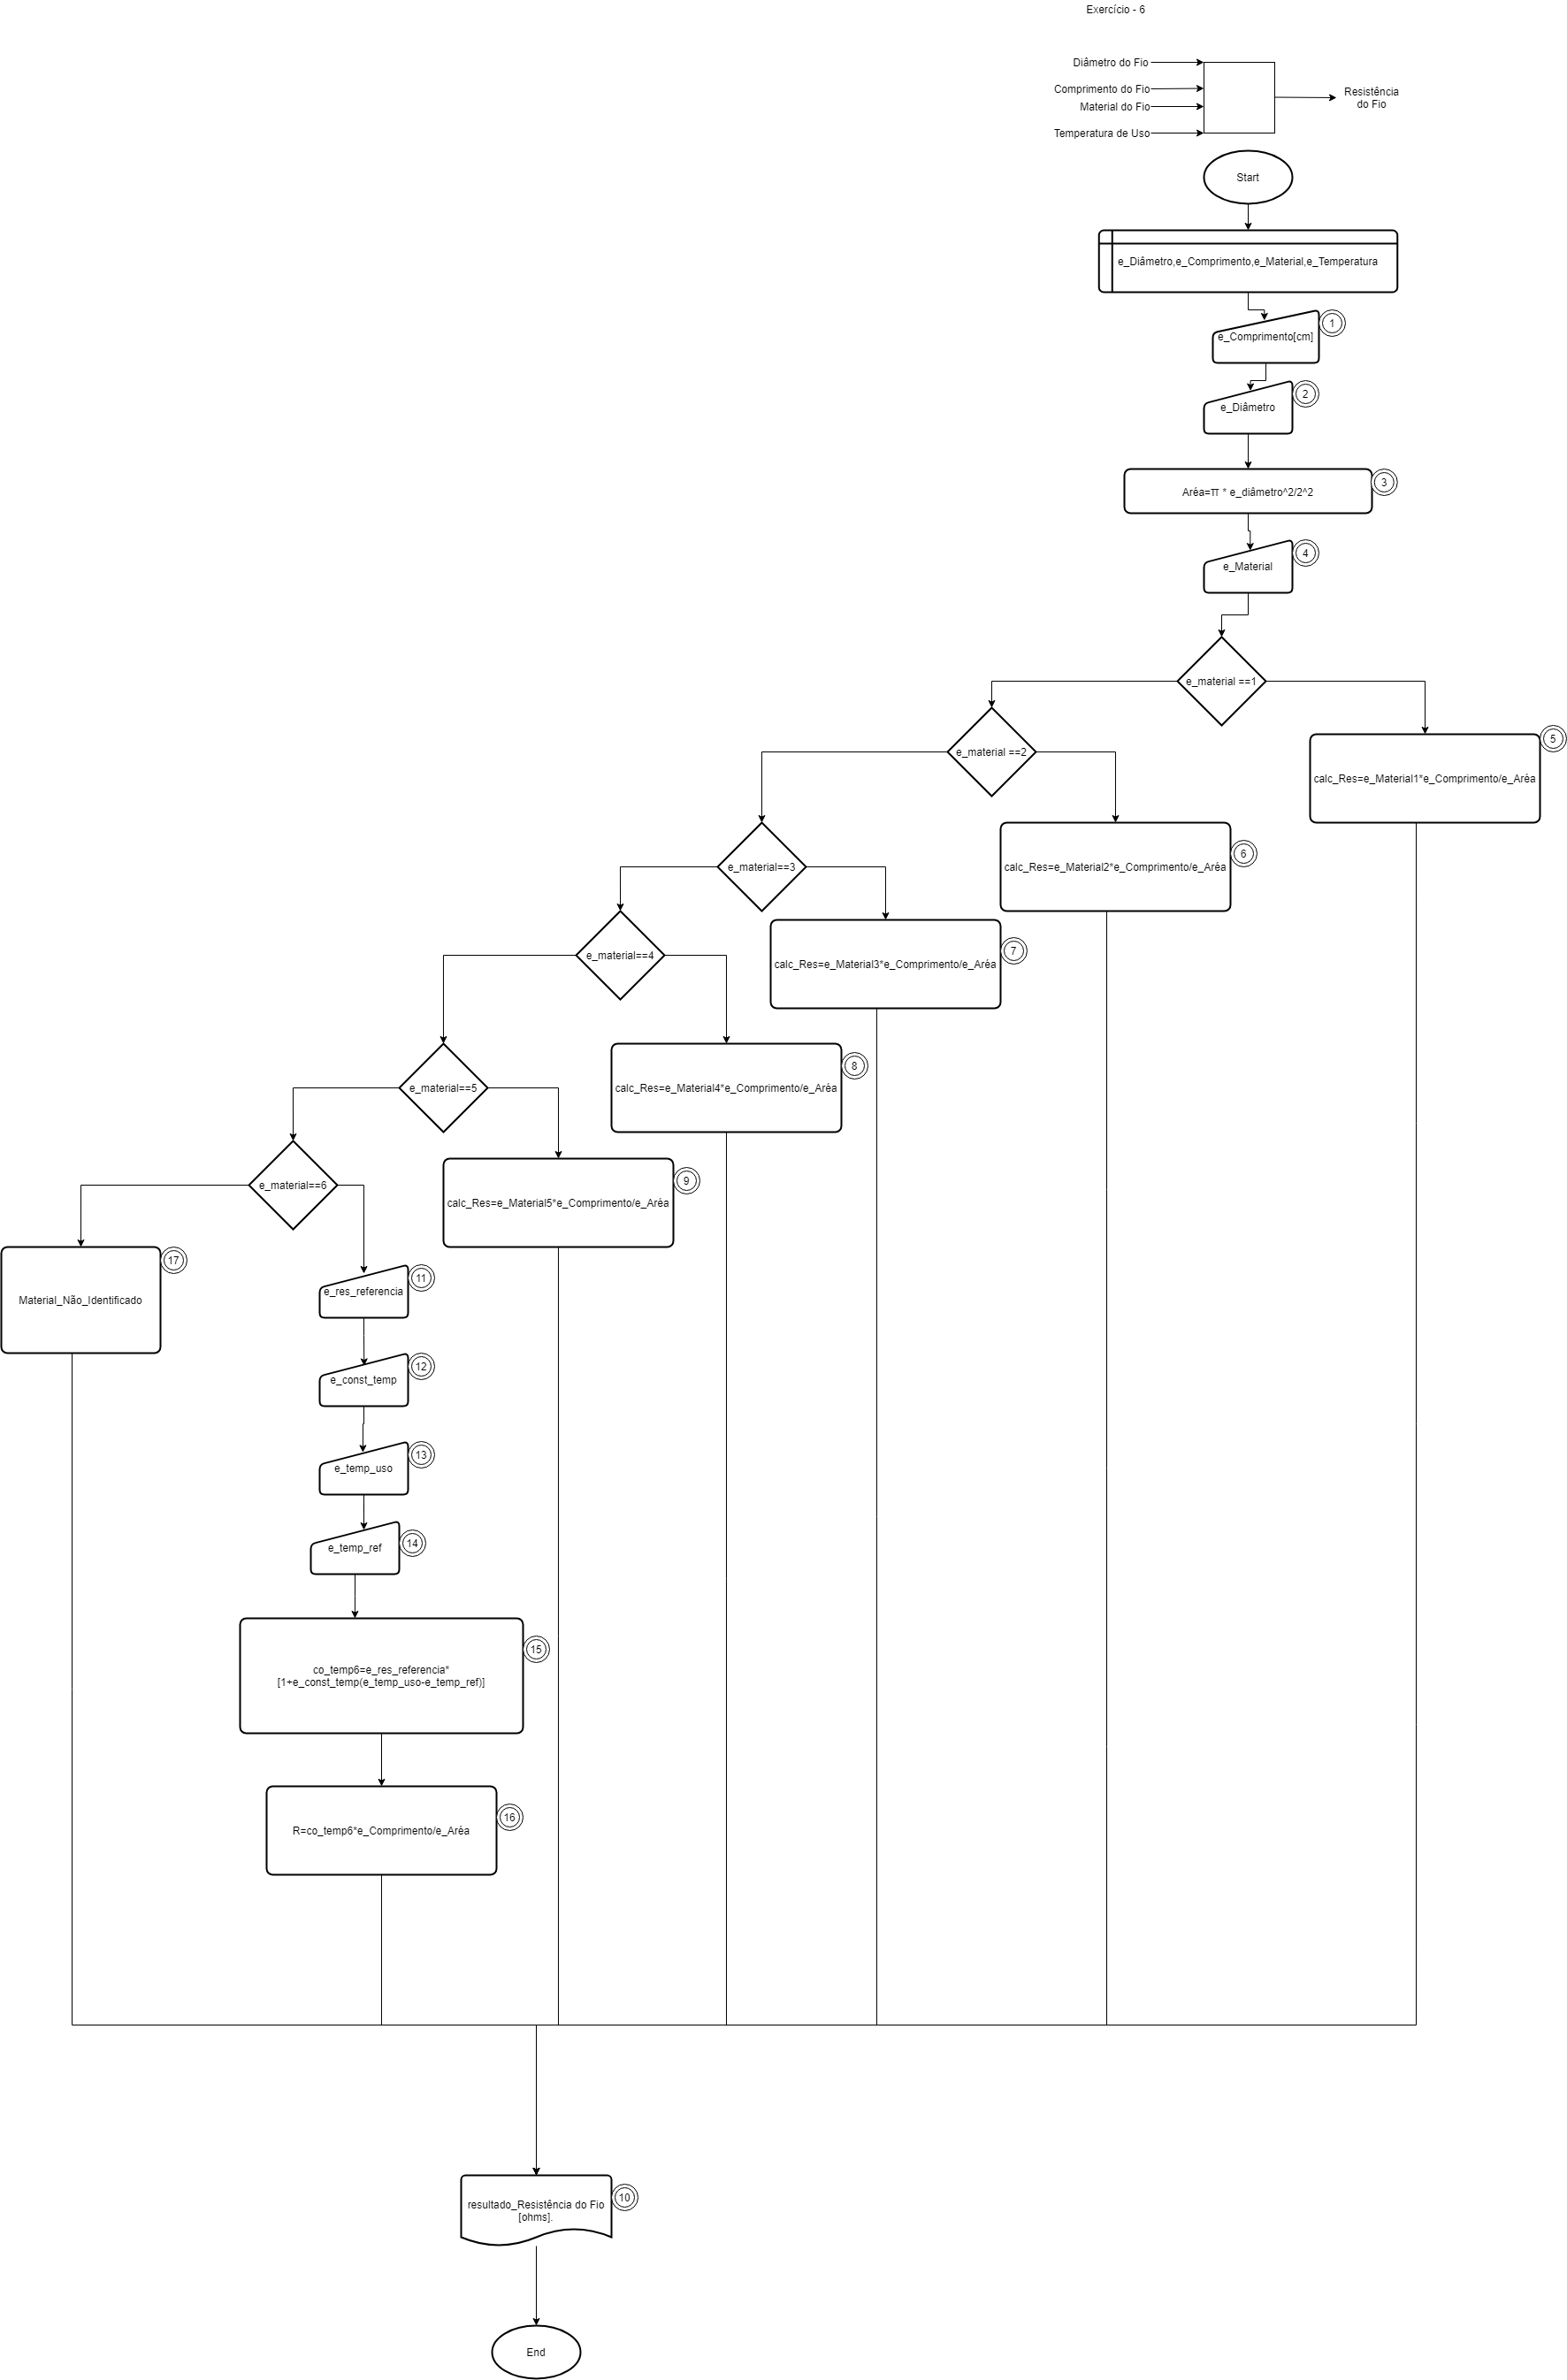 Exercício - 6
Diâmetro do Fio
Comprimento do Fio
Material do Fio
Temperatura de Uso
Resistência
do Fio
Start
e_Diâmetro,e_Comprimento,e_Material,e_Temperatura
e_Comprimento[cm]
1
e_Diâmetro
2
Aréa=π * e_diâmetro^2/2^2
3
e_Material
4
e_material ==1
calc_Res=e_Material1*e_Comprimento/e_Aréa
5
e_material ==2
calc_Res=e_Material2*e_Comprimento/e_Aréa
6
e_material==3
calc_Res=e_Material3*e_Comprimento/e_Aréa
7
e_material==4
calc_Res=e_Material4*e_Comprimento/e_Aréa
8
e_material==5
calc_Res=e_Material5*e_Comprimento/e_Aréa
9
e_material==6
Material_Não_Identificado
17
e_res_referencia
11
e_const_temp
12
e_temp_uso
13
e_temp_ref
14
co_temp6=e_res_referencia*
[1+e_const_temp(e_temp_uso-e_temp_ref)]
15
R=co_temp6*e_Comprimento/e_Aréa
16
resultado_Resistência do Fio
[ohms].
10
End